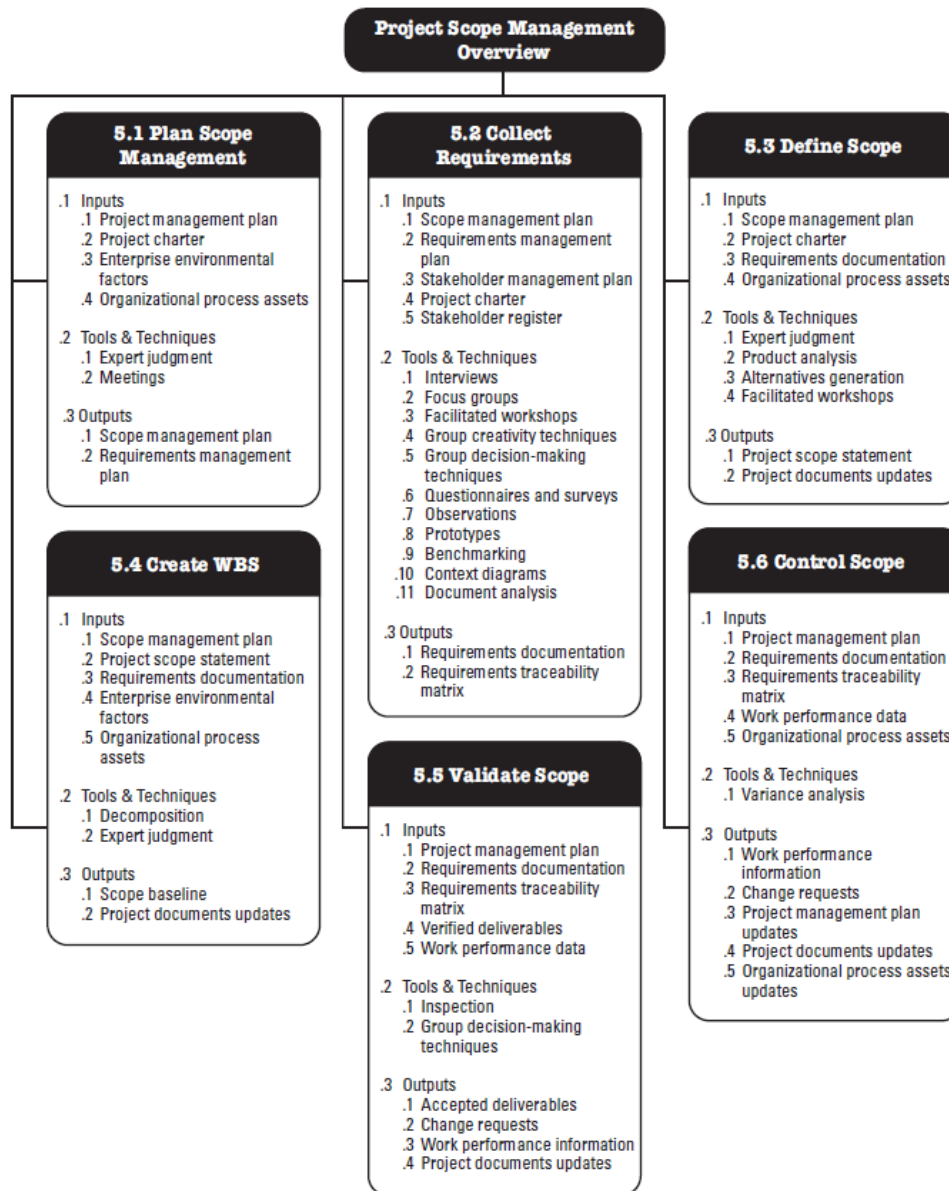 Project Scope Management
Overview
5.1 Plan Scope
Management
.1 Inputs
.1 Project management plan
.2 Project charter
.3 Enterprise environmental
factors
.4 Organizational process assets
.2 Tools & Techniques
.1 Expert judgment
.2 Meetings
.3 Outputs
.1 Scope management plan
.2 Requirements management
plan
5.2 Collect
Requirements
.1 Inputs
.1 Scope management plan
.2 Requirements management
plan
.3 Stakeholder management plan
.4 Project charter
.5 Stakeholder register
.2 Tools & Techniques
.1 Interviews
.2 Focus groups
.3 Facilitated workshops
.4 Group creativity techniques
.5 Group decision-making
techniques
.6 Questionnaires and surveys
.7 Observations
.8 Prototypes
.9 Benchmarking
.10 Context diagrams
.11 Document analysis
.3 Outputs
.1 Requirements documentation
.2 Requirements traceability
matrix
5.3 Define Scope
.1 Inputs
.1 Scope management plan
.2 Project charter
.3 Requirements documentation
.4 Organizational process assets
.2 Tools & Techniques
.1 Expert judgment
.2 Product analysis
.3 Alternatives generation
.4 Facilitated workshops
.3 Outputs
.1 Project scope statement
.2 Project documents updates
5.4 Create WBS
.1 Inputs
.1 Scope management plan
.2 Project scope statement
.3 Requirements documentation
.4 Enterprise environmental
factors
.5 Organizational process
assets
.2 Tools & Techniques
.1 Decomposition
.2 Expert judgment
.3 Outputs
.1 Scope baseline
.2 Project documents updates
5.5 Validate Scope
.1 Inputs
.1 Project management plan
.2 Requirements documentation
.3 Requirements traceability
matrix
.4 Verified deliverables
.5 Work performance data
.2 Tools & Techniques
.1 Inspection
.2 Group decision-making
techniques
.3 Outputs
.1 Accepted deliverables
.2 Change requests
.3 Work performance information
.4 Project documents updates
5.6 Control Scope
.1 Inputs
.1 Project management plan
.2 Requirements documentation
.3 Requirements traceability
matrix
.4 Work performance data
.5 Organizational process assets
.2 Tools & Techniques
.1 Variance analysis
.3 Outputs
.1 Work performance
information
.2 Change requests
.3 Project management plan
updates
.4 Project documents updates
.5 Organizational process assets
updates